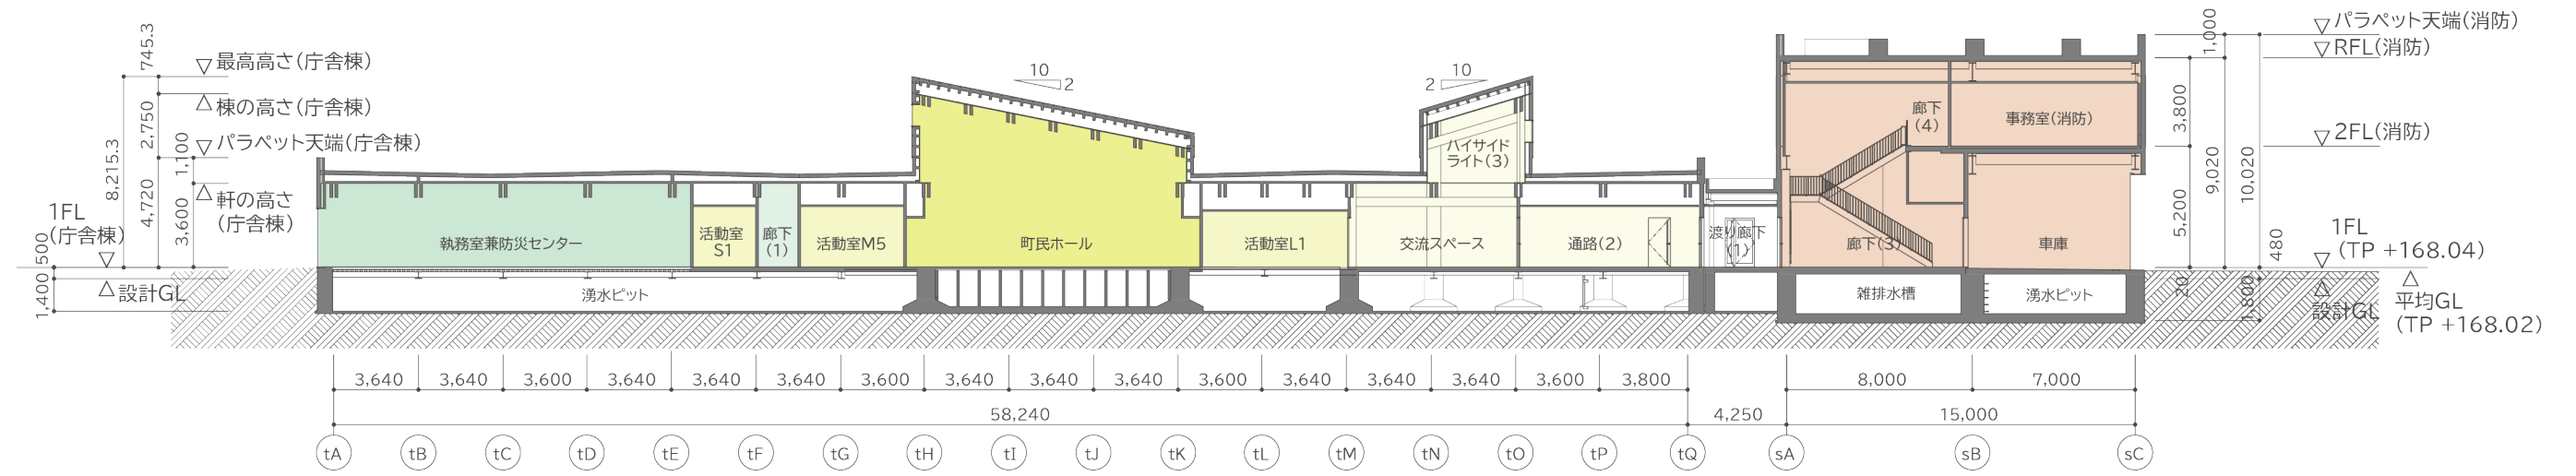 745.3
2,750
1,100
8,215.3
4,720
3,600
500
1,400
最高高さ(庁舎棟)
棟の高さ(庁舎棟)
パラペット天端(庁舎棟)
軒の高さ
(庁舎棟)
1FL
(庁舎棟)
設計GL
執務室兼防災センター
活動室
S1
廊下
(1)
活動室M5
町民ホール
10
2
活動室L1
10
2
ハイサイド
ライト(3)
交流スペース
通路(2)
渡り廊下
(1)
廊下
(4)
事務室(消防)
廊下(3)
車庫
湧水ピット
雑排水槽
湧水ピット
1,000
3,800
5,200
9,020
10,020
480
20
1,800
パラペット天端(消防)
RFL(消防)
2FL(消防)
1FL
(TP +168.04)
設計GL
平均GL
(TP +168.02)
3,640 3,640 3,600 3,640 3,640 3,640 3,600 3,640 3,640 3,640 3,600 3,640 3,640 3,640 3,600 3,800 8,000 7,000
58,240 4,250 15,000
tA tB tC tD tE tF tG tH tI tJ tK tL tM tN tO tP tQ sA sB sC